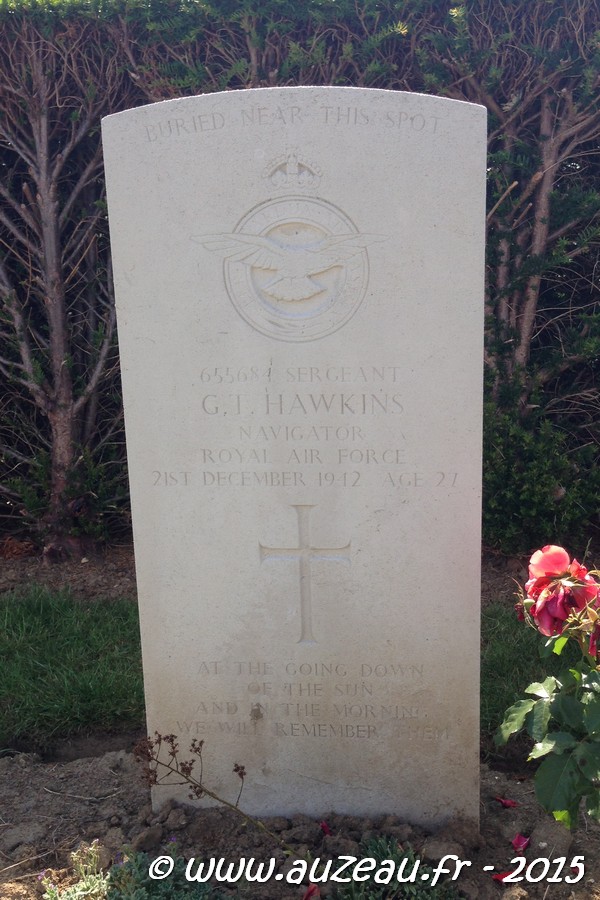 BURIED NEAR THIS SPOT
655684 SERGEANT
G.T. HAWKINS
NAVIGATOR
ROYAL AIR FORCE
21ST DECEMBER 1942 AGE 27
AT THE GOING DOWN
OF THE SUN
AND IN THE MORNING
WE WILL REMEMBER THEM
© www.auzeau.fr - 2015